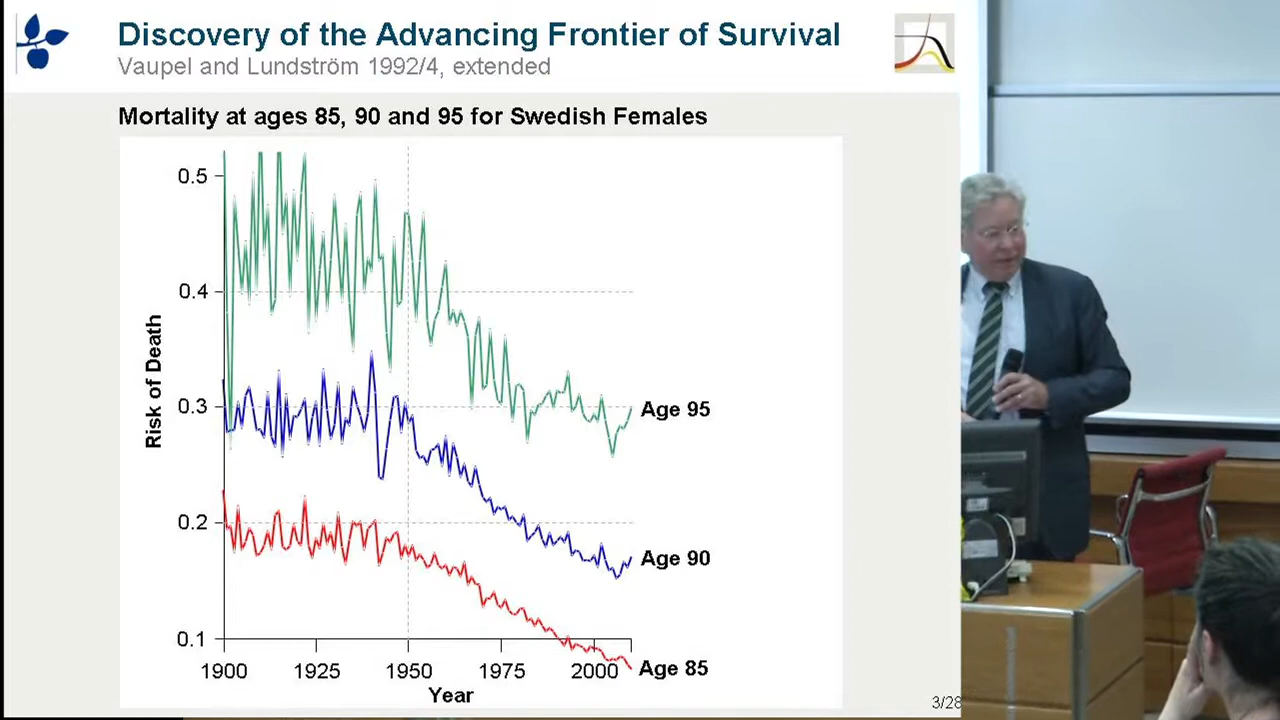 Discovery of the Advancing Frontier of Survival
Vaupel and Lundström 1992/4, extended
Mortality at ages 85, 90 and 95 for Swedish Females
0.5
0.4
0.3
0.2
0.1
Risk of Death
Age 95
Age 90
Age 85
1900
1925
1950
1975
2000
Year
3/28